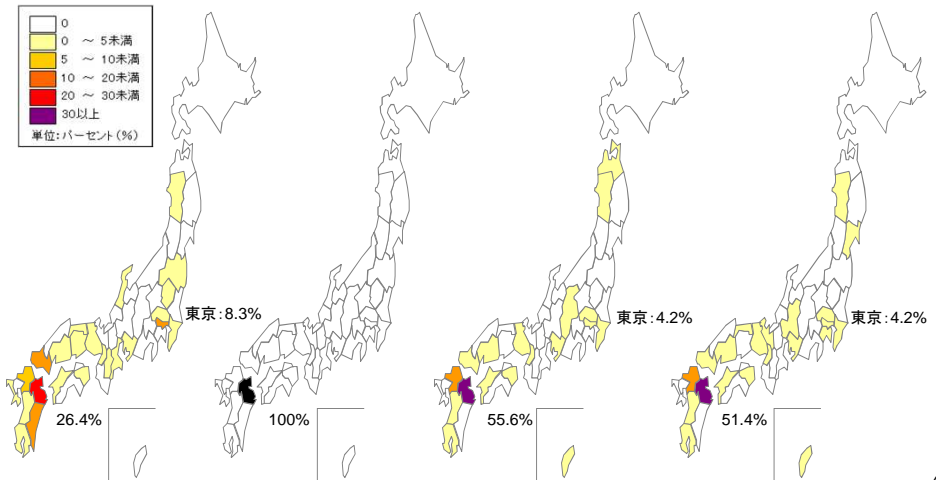 0
0 ～ 5未満
5 ～ 10未満
10 ～ 20未満
20 ～ 30未満
30以上
単位:パーセント(%)
東京:8.3%
東京:4.2%
東京:4.2%
26.4%
100%
55.6%
51.4%